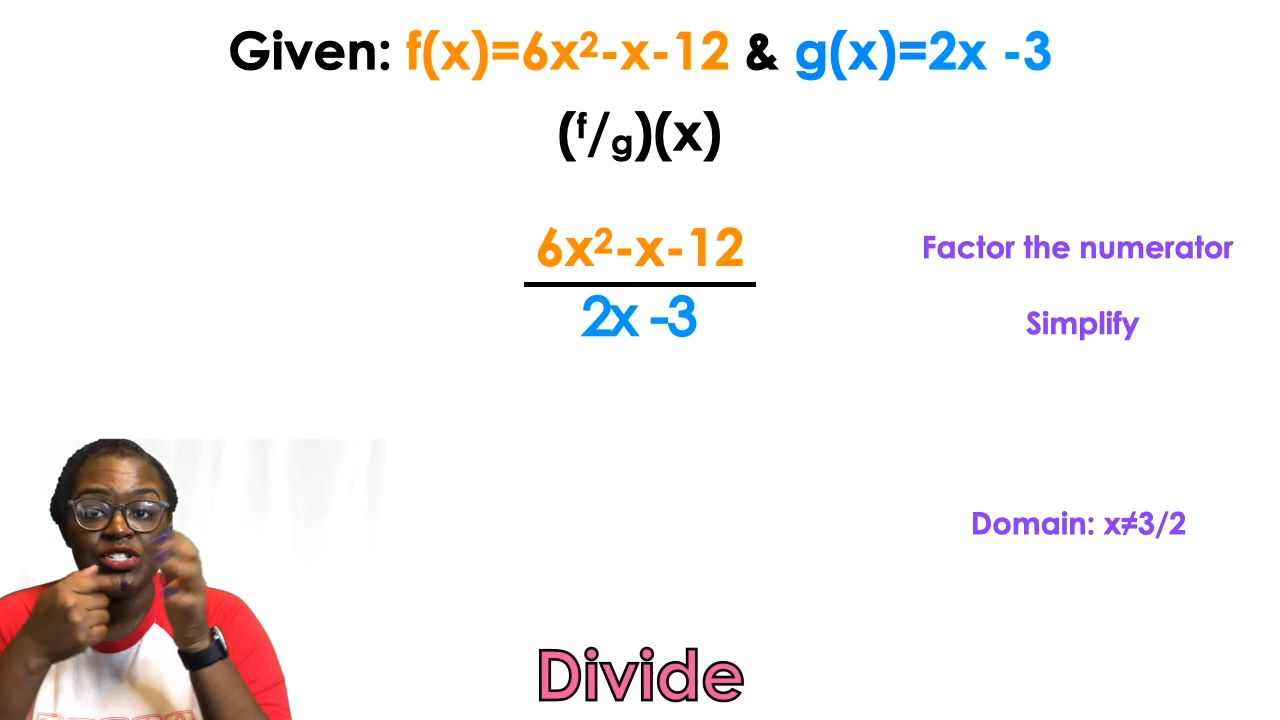 Given: f(x)=6x²-x-12 & g(x)=2x -3
(f/g)(x)
6x²-x-12
2x -3
Factor the numerator
Simplify
Domain: x≠3/2
Divide